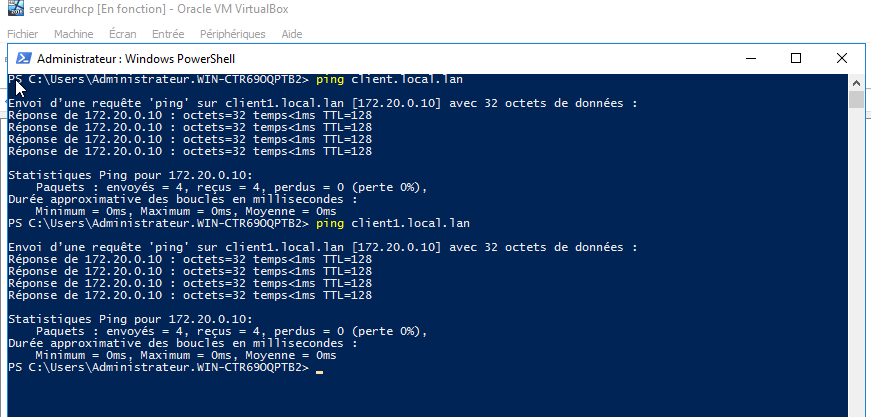 serveurdhcp [En fonction] - Oracle VM VirtualBox
Fichier Machine Écran Entrée Périphériques Aide
Administrateur : Windows PowerShell
PS C:\Users\Administrateur.WIN-CTR69OQPTB2> ping client.local.lan
Envoi d'une requête 'ping' sur client1.local.lan [172.20.0.10] avec 32 octets de données :
Réponse de 172.20.0.10 : octets=32 temps<1ms TTL=128
Réponse de 172.20.0.10 : octets=32 temps<1ms TTL=128
Réponse de 172.20.0.10 : octets=32 temps<1ms TTL=128
Réponse de 172.20.0.10 : octets=32 temps<1ms TTL=128
Statistiques Ping pour 172.20.0.10:
Paquets : envoyés = 4, reçus = 4, perdus = 0 (perte 0%),
Durée approximative des boucles en millisecondes :
Minimum = 0ms, Maximum = 0ms, Moyenne = 0ms
PS C:\Users\Administrateur.WIN-CTR69OQPTB2> ping client1.local.lan
Envoi d'une requête 'ping' sur client1.local.lan [172.20.0.10] avec 32 octets de données :
Réponse de 172.20.0.10 : octets=32 temps<1ms TTL=128
Réponse de 172.20.0.10 : octets=32 temps<1ms TTL=128
Réponse de 172.20.0.10 : octets=32 temps<1ms TTL=128
Réponse de 172.20.0.10 : octets=32 temps<1ms TTL=128
Statistiques Ping pour 172.20.0.10:
Paquets : envoyés = 4, reçus = 4, perdus = 0 (perte 0%),
Durée approximative des boucles en millisecondes :
Minimum = 0ms, Maximum = 0ms, Moyenne = 0ms
PS C:\Users\Administrateur.WIN-CTR69OQPTB2>